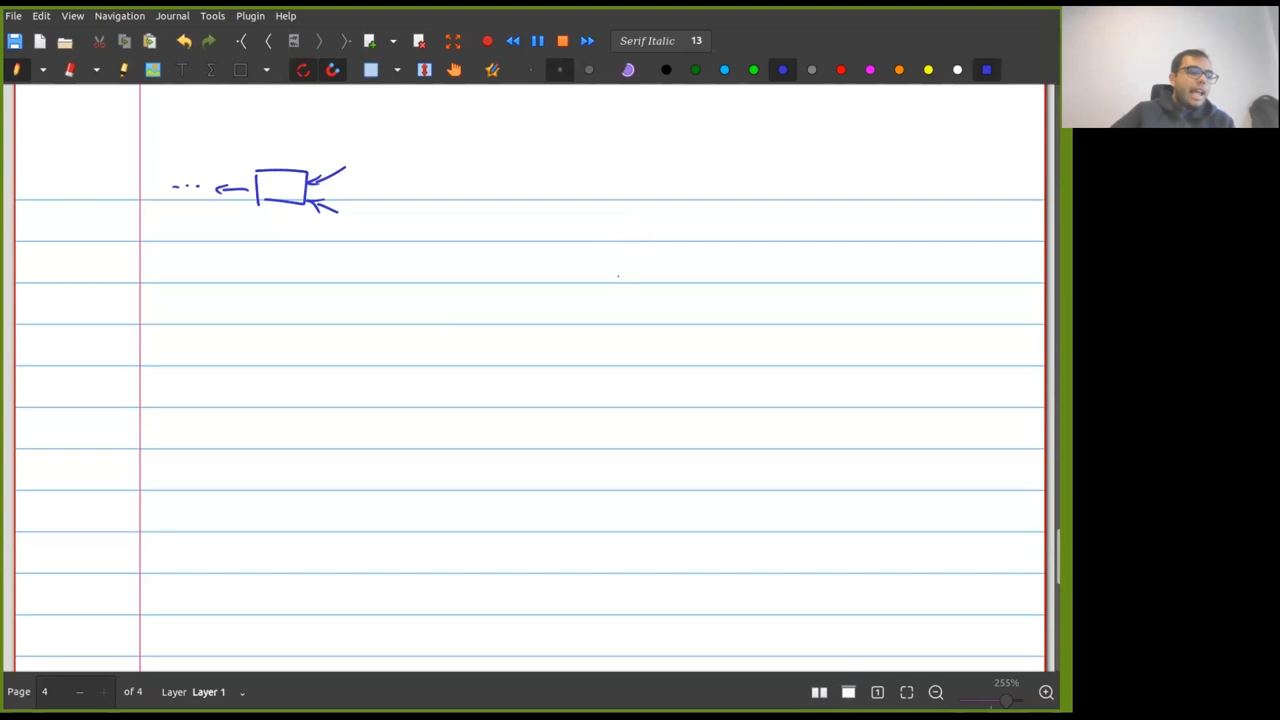 File Edit View Navigation Journal Tools Plugin Help
Serif Italic 13
...
Page 4 of 4 Layer Layer 1 255%